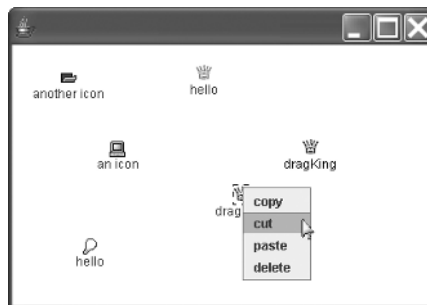 another icon
hello
an icon
dragKing
drag
copy
cut
paste
delete
hello